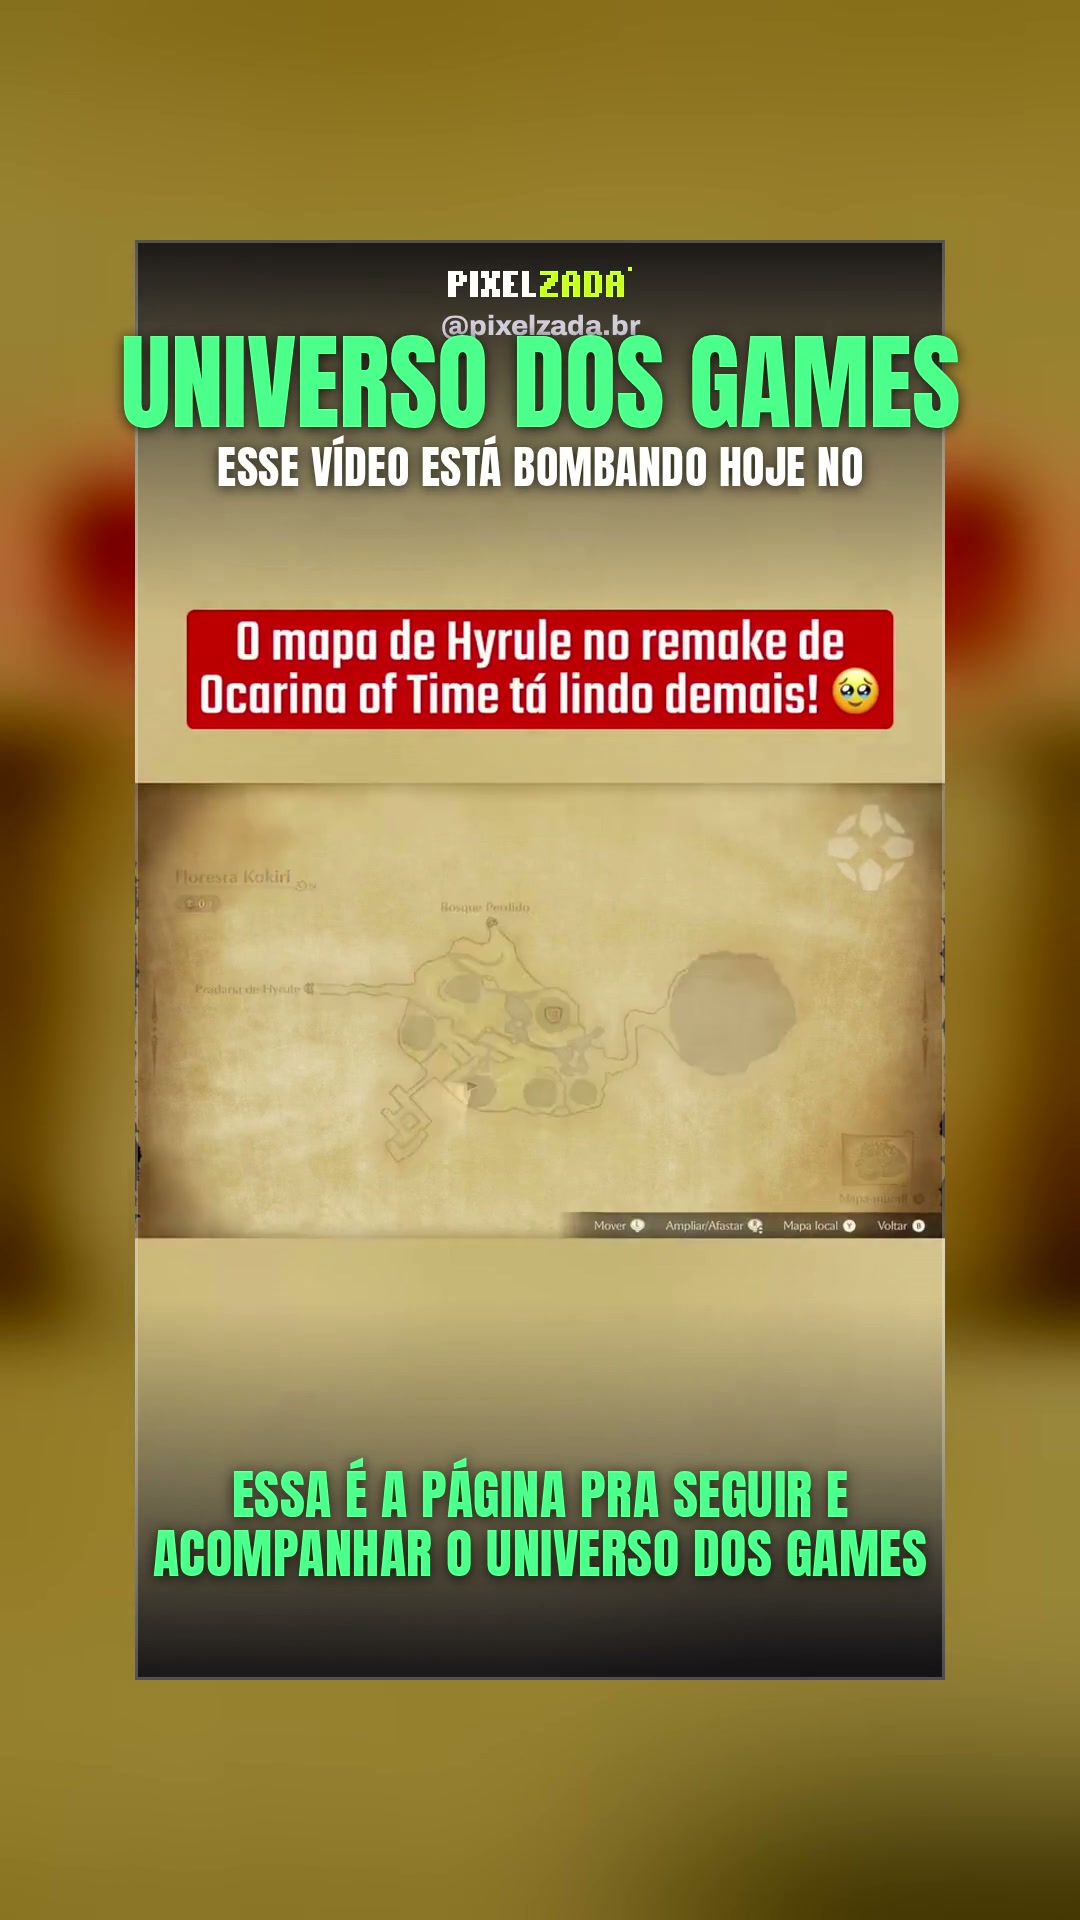 PIXELZADA
@pixelzada.br
UNIVERSO DOS GAMES
ESSE VÍDEO ESTÁ BOMBANDO HOJE NO
O mapa de Hyrule no remake de
Ocarina of Time tá lindo demais! 🥹
Floresta Kokiri
Bosque Perdido
Pradaria de Hyrule
Mapa-múndi
Mover L
Ampliar/Afastar R
Mapa local Y
Voltar B
ESSA É A PÁGINA PRA SEGUIR E
ACOMPANHAR O UNIVERSO DOS GAMES